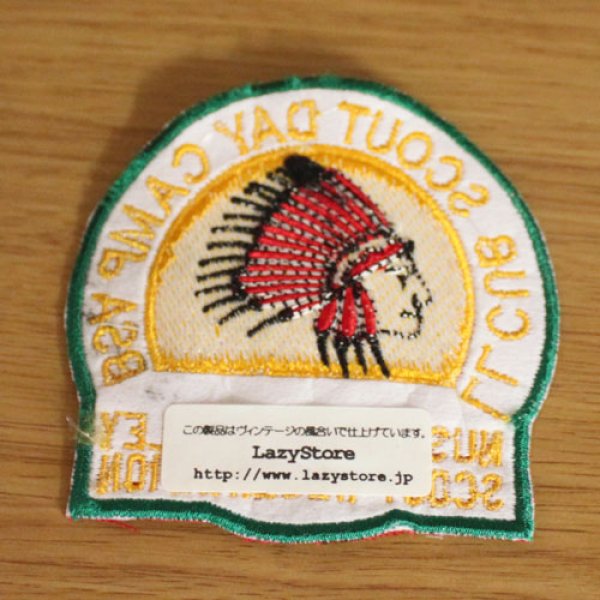 CUB SCOUT DAY CAMP
この製品はヴィンテージの風合いで仕上げています。
LazyStore
http://www.lazystore.jp